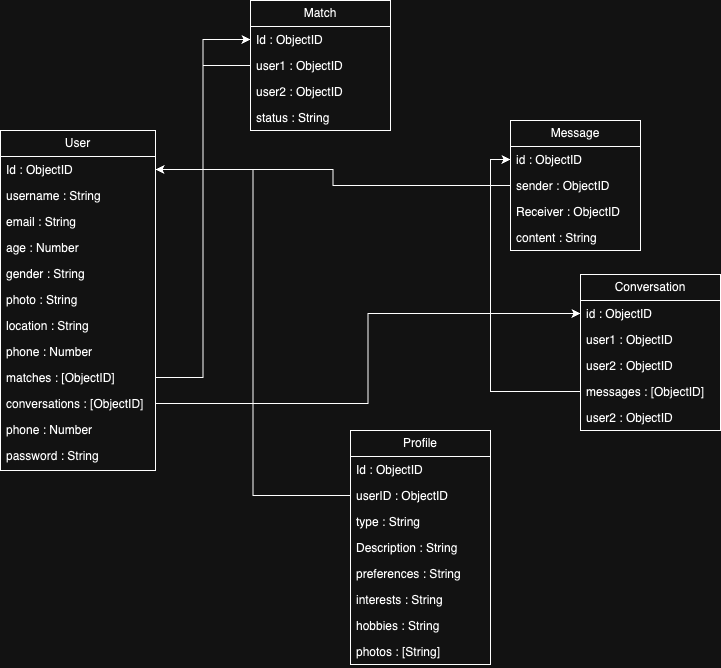 Match
Id : ObjectID
user1 : ObjectID
user2 : ObjectID
status : String
User
Id : ObjectID
username : String
email : String
age : Number
gender : String
photo : String
location : String
phone : Number
matches : [ObjectID]
conversations : [ObjectID]
phone : Number
password : String
Message
id : ObjectID
sender : ObjectID
Receiver : ObjectID
content : String
Conversation
id : ObjectID
user1 : ObjectID
user2 : ObjectID
messages : [ObjectID]
user2 : ObjectID
Profile
Id : ObjectID
userID : ObjectID
type : String
Description : String
preferences : String
interests : String
hobbies : String
photos : [String]